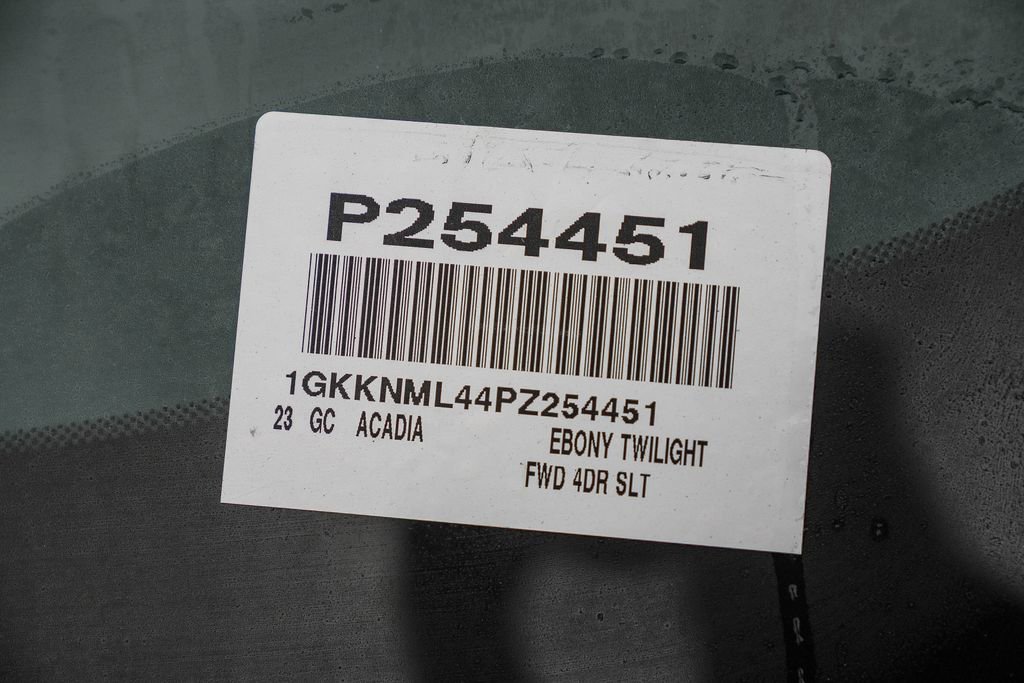 P254451
1GKKNML44PZ254451
23 GC ACADIA
EBONY TWILIGHT
FWD 4DR SLT